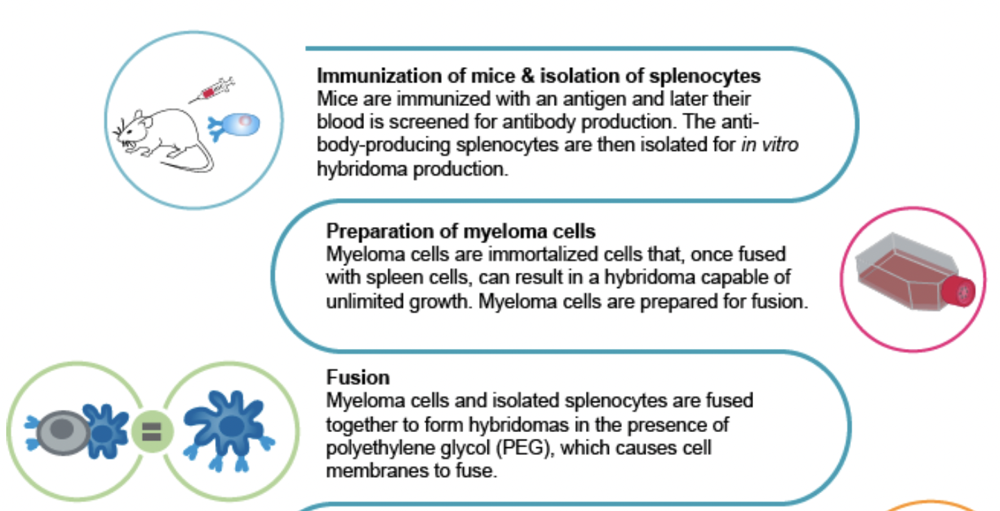 Immunization of mice & isolation of splenocytes
Mice are immunized with an antigen and later their
blood is screened for antibody production. The anti-
body-producing splenocytes are then isolated for in vitro
hybridoma production.
Preparation of myeloma cells
Myeloma cells are immortalized cells that, once fused
with spleen cells, can result in a hybridoma capable of
unlimited growth. Myeloma cells are prepared for fusion.
Fusion
Myeloma cells and isolated splenocytes are fused
together to form hybridomas in the presence of
polyethylene glycol (PEG), which causes cell
membranes to fuse.